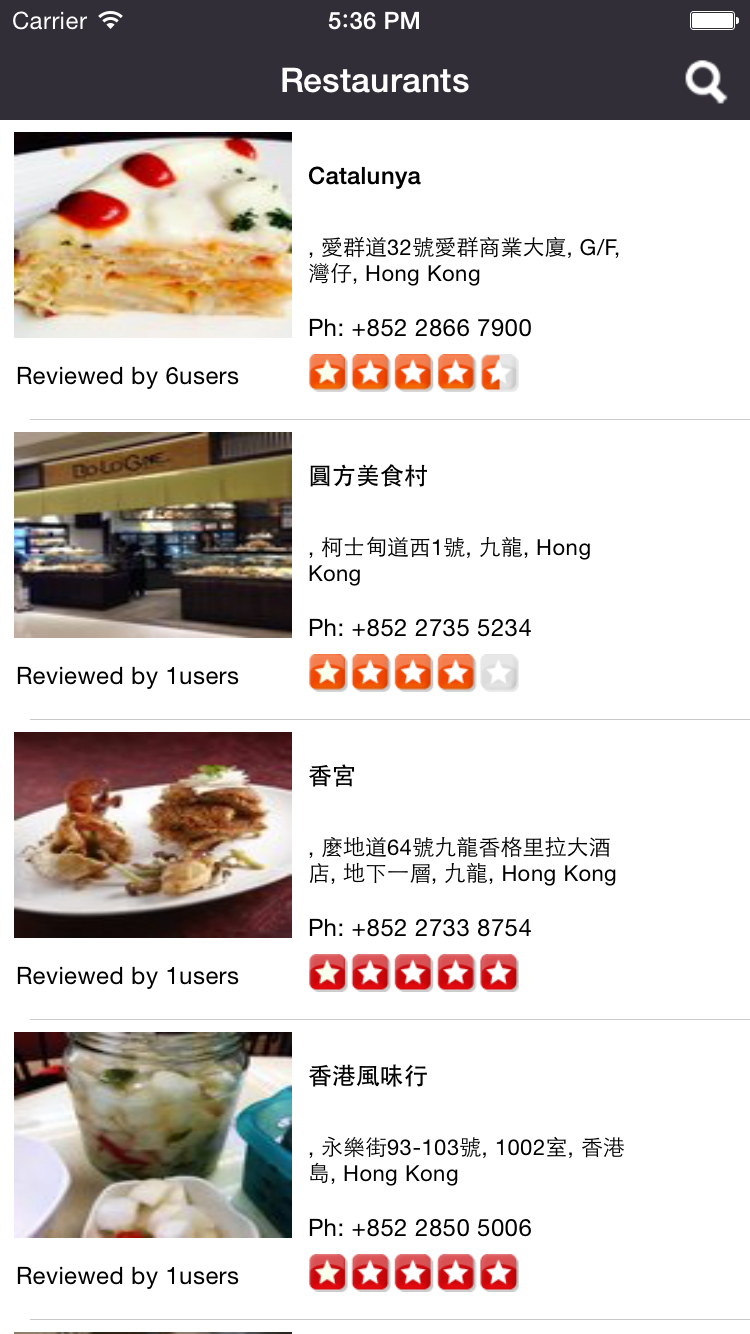 Carrier 5:36 PM
Restaurants
Catalunya
, 愛群道32號愛群商業大廈, G/F,
灣仔, Hong Kong
Ph: +852 2866 7900
Reviewed by 6users
BO-LOGNE
圓方美食村
, 柯士甸道西1號, 九龍, Hong
Kong
Ph: +852 2735 5234
Reviewed by 1users
香宮
, 麼地道64號九龍香格里拉大酒
店, 地下一層, 九龍, Hong Kong
Ph: +852 2733 8754
Reviewed by 1users
香港風味行
, 永樂街93-103號, 1002室, 香港
島, Hong Kong
Ph: +852 2850 5006
Reviewed by 1users